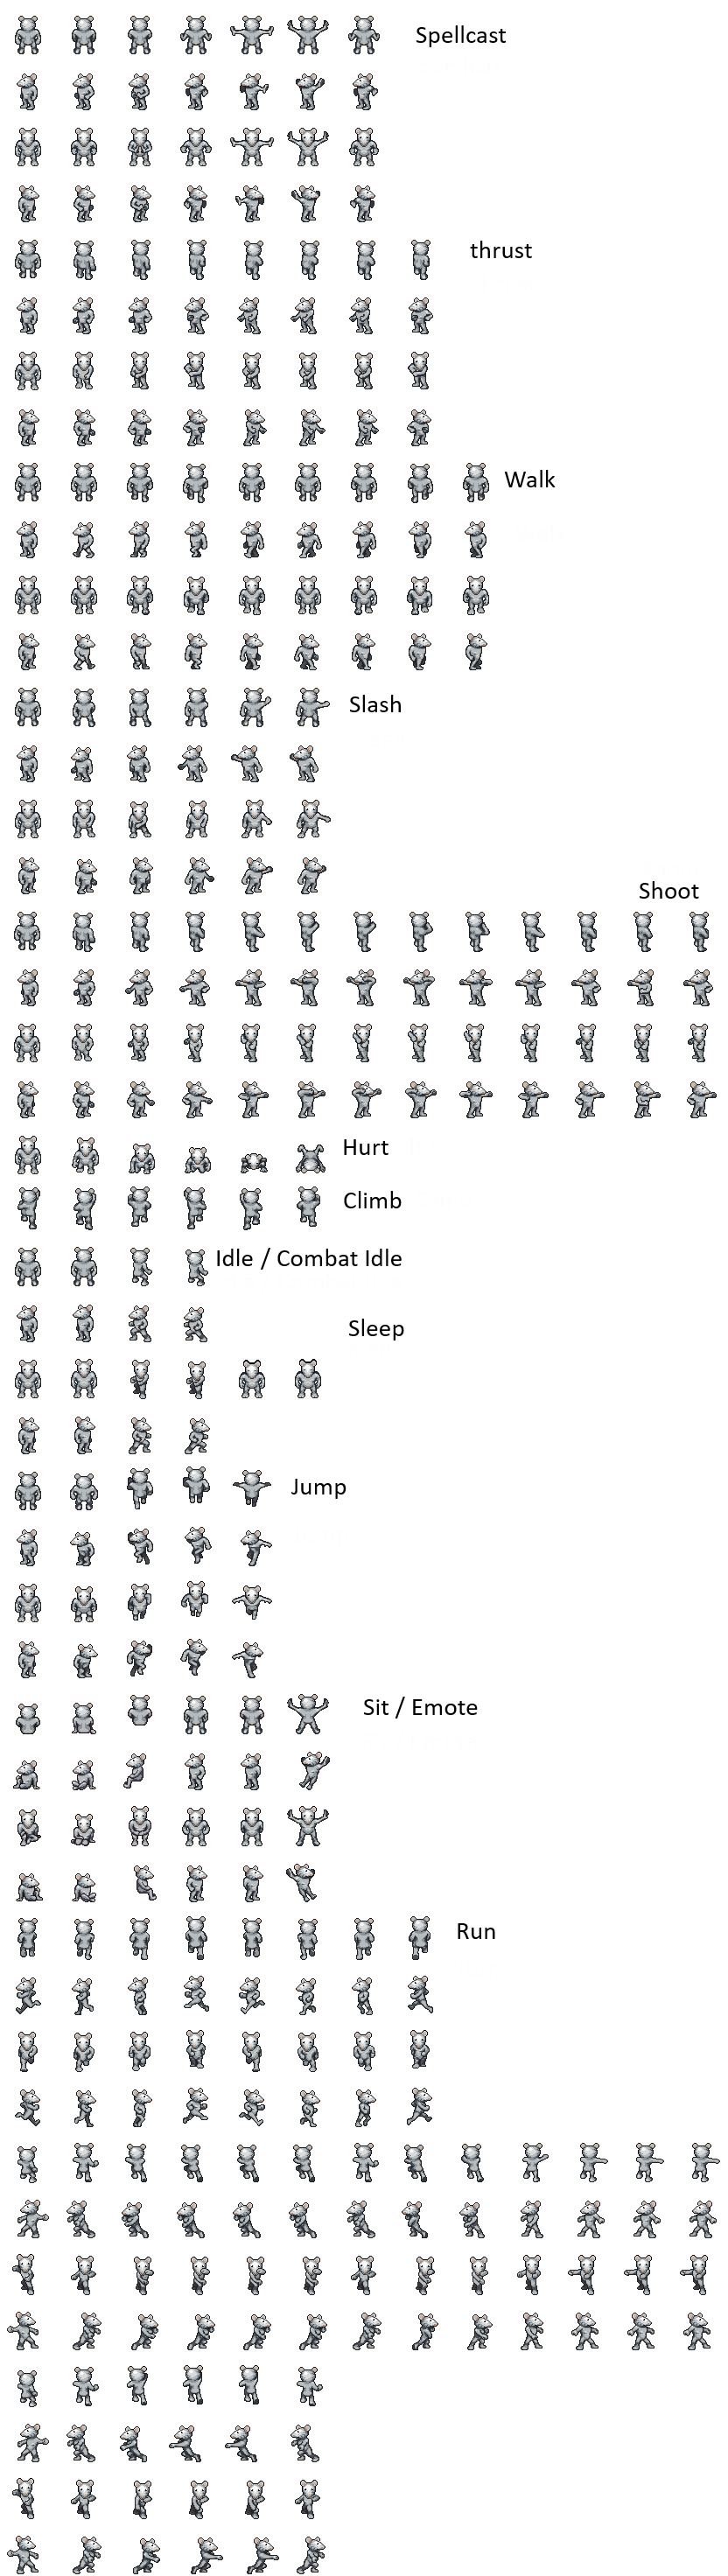 Spellcast
thrust
Walk
Slash
Shoot
Hurt
Climb
Idle / Combat Idle
Sleep
Jump
Sit / Emote
Run